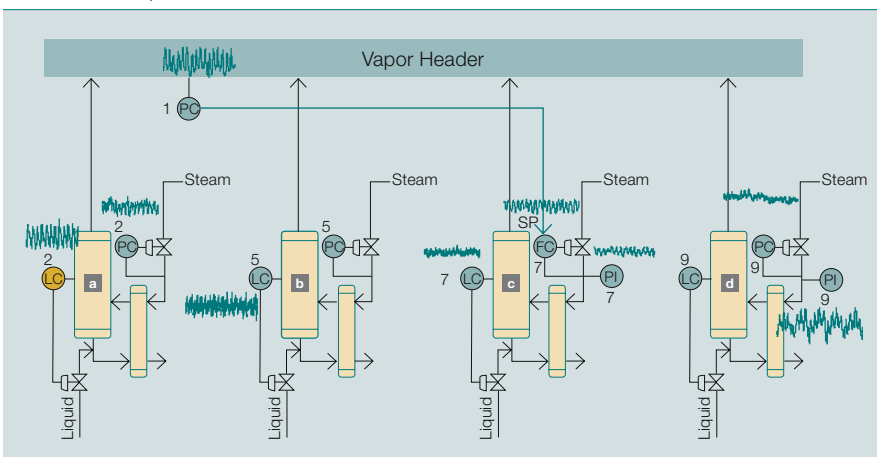 Vapor Header
1 PC
Steam
Steam
Steam
Steam
SP
2
PC
5
PC
FC
7
PC
9
2
LC
a
5
LC
b
7 LC
c
PI
7
9
LC
d
PI
9
Liquid
Liquid
Liquid
Liquid